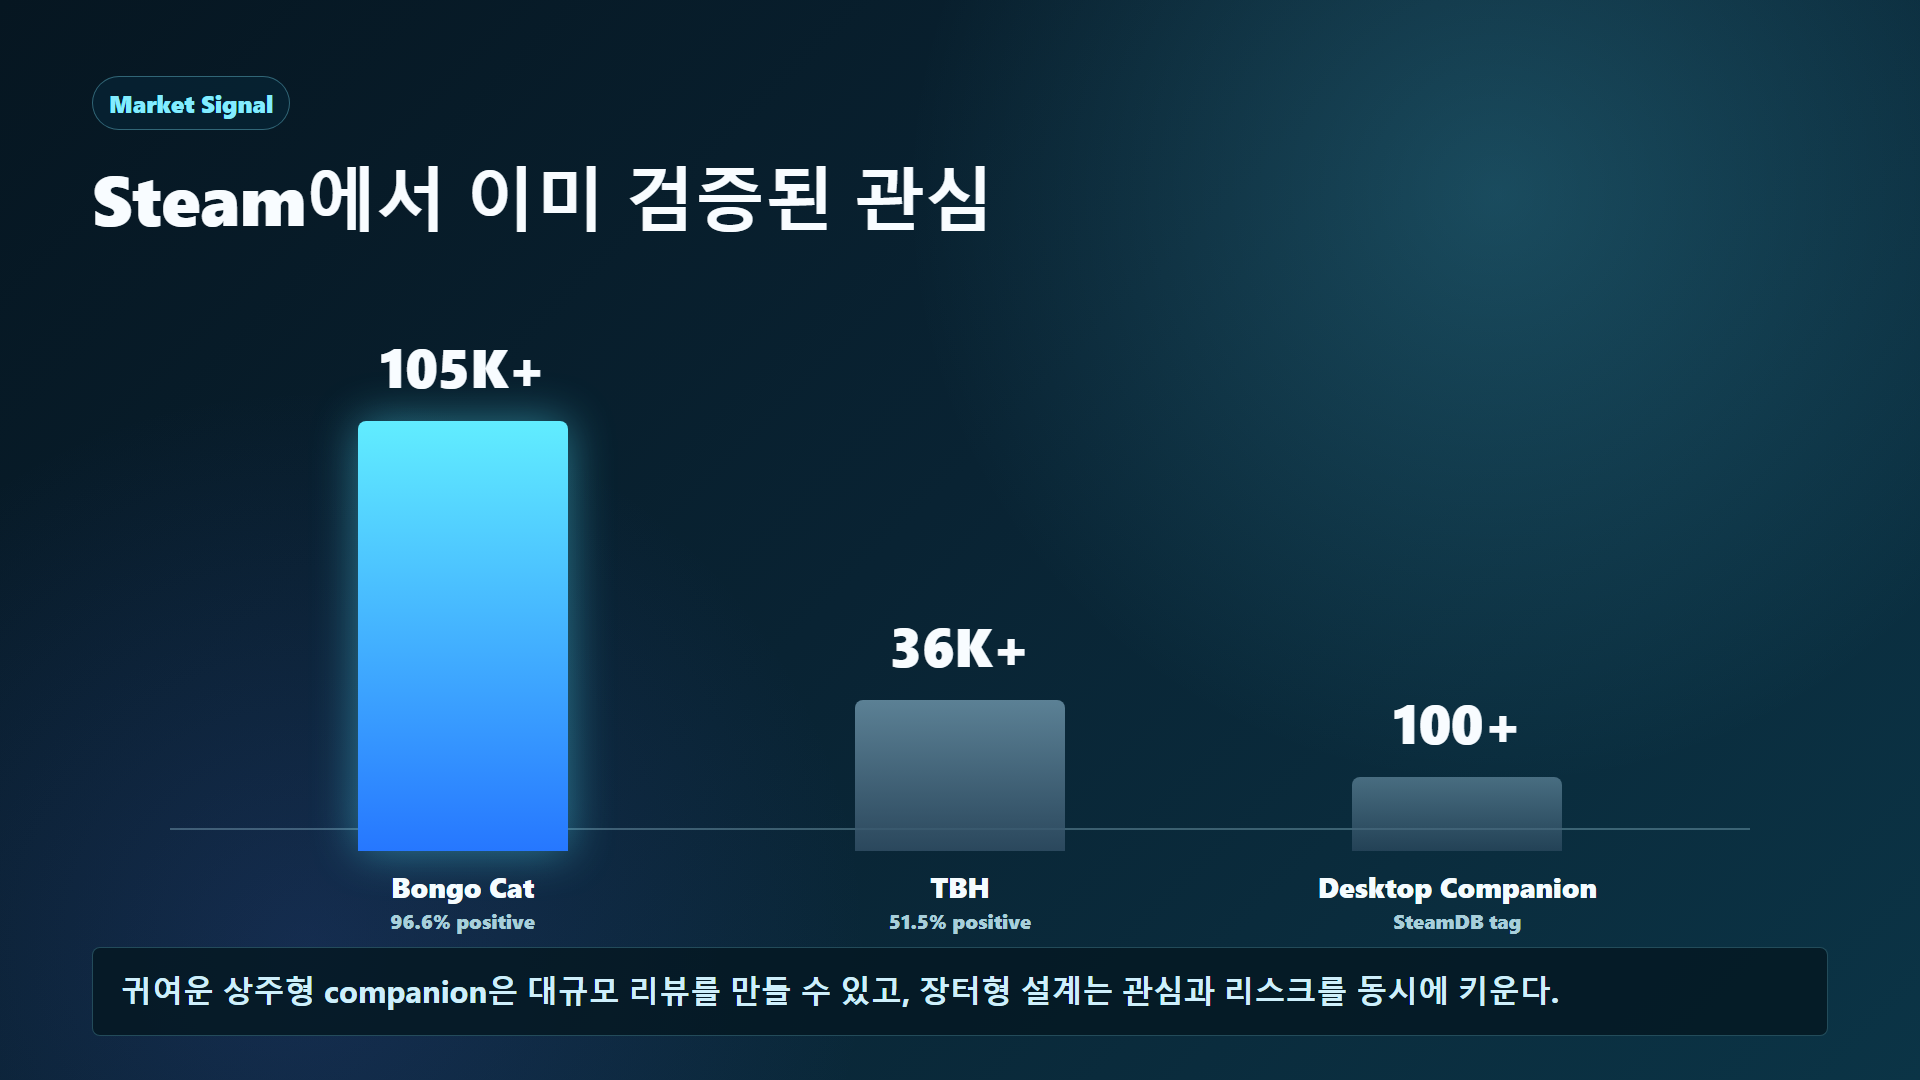 Market Signal
Steam에서 이미 검증된 관심
105K+
36K+
100+
Bongo Cat
96.6% positive
TBH
51.5% positive
Desktop Companion
SteamDB tag
귀여운 상주형 companion은 대규모 리뷰를 만들 수 있고, 장터형 설계는 관심과 리스크를 동시에 키운다.